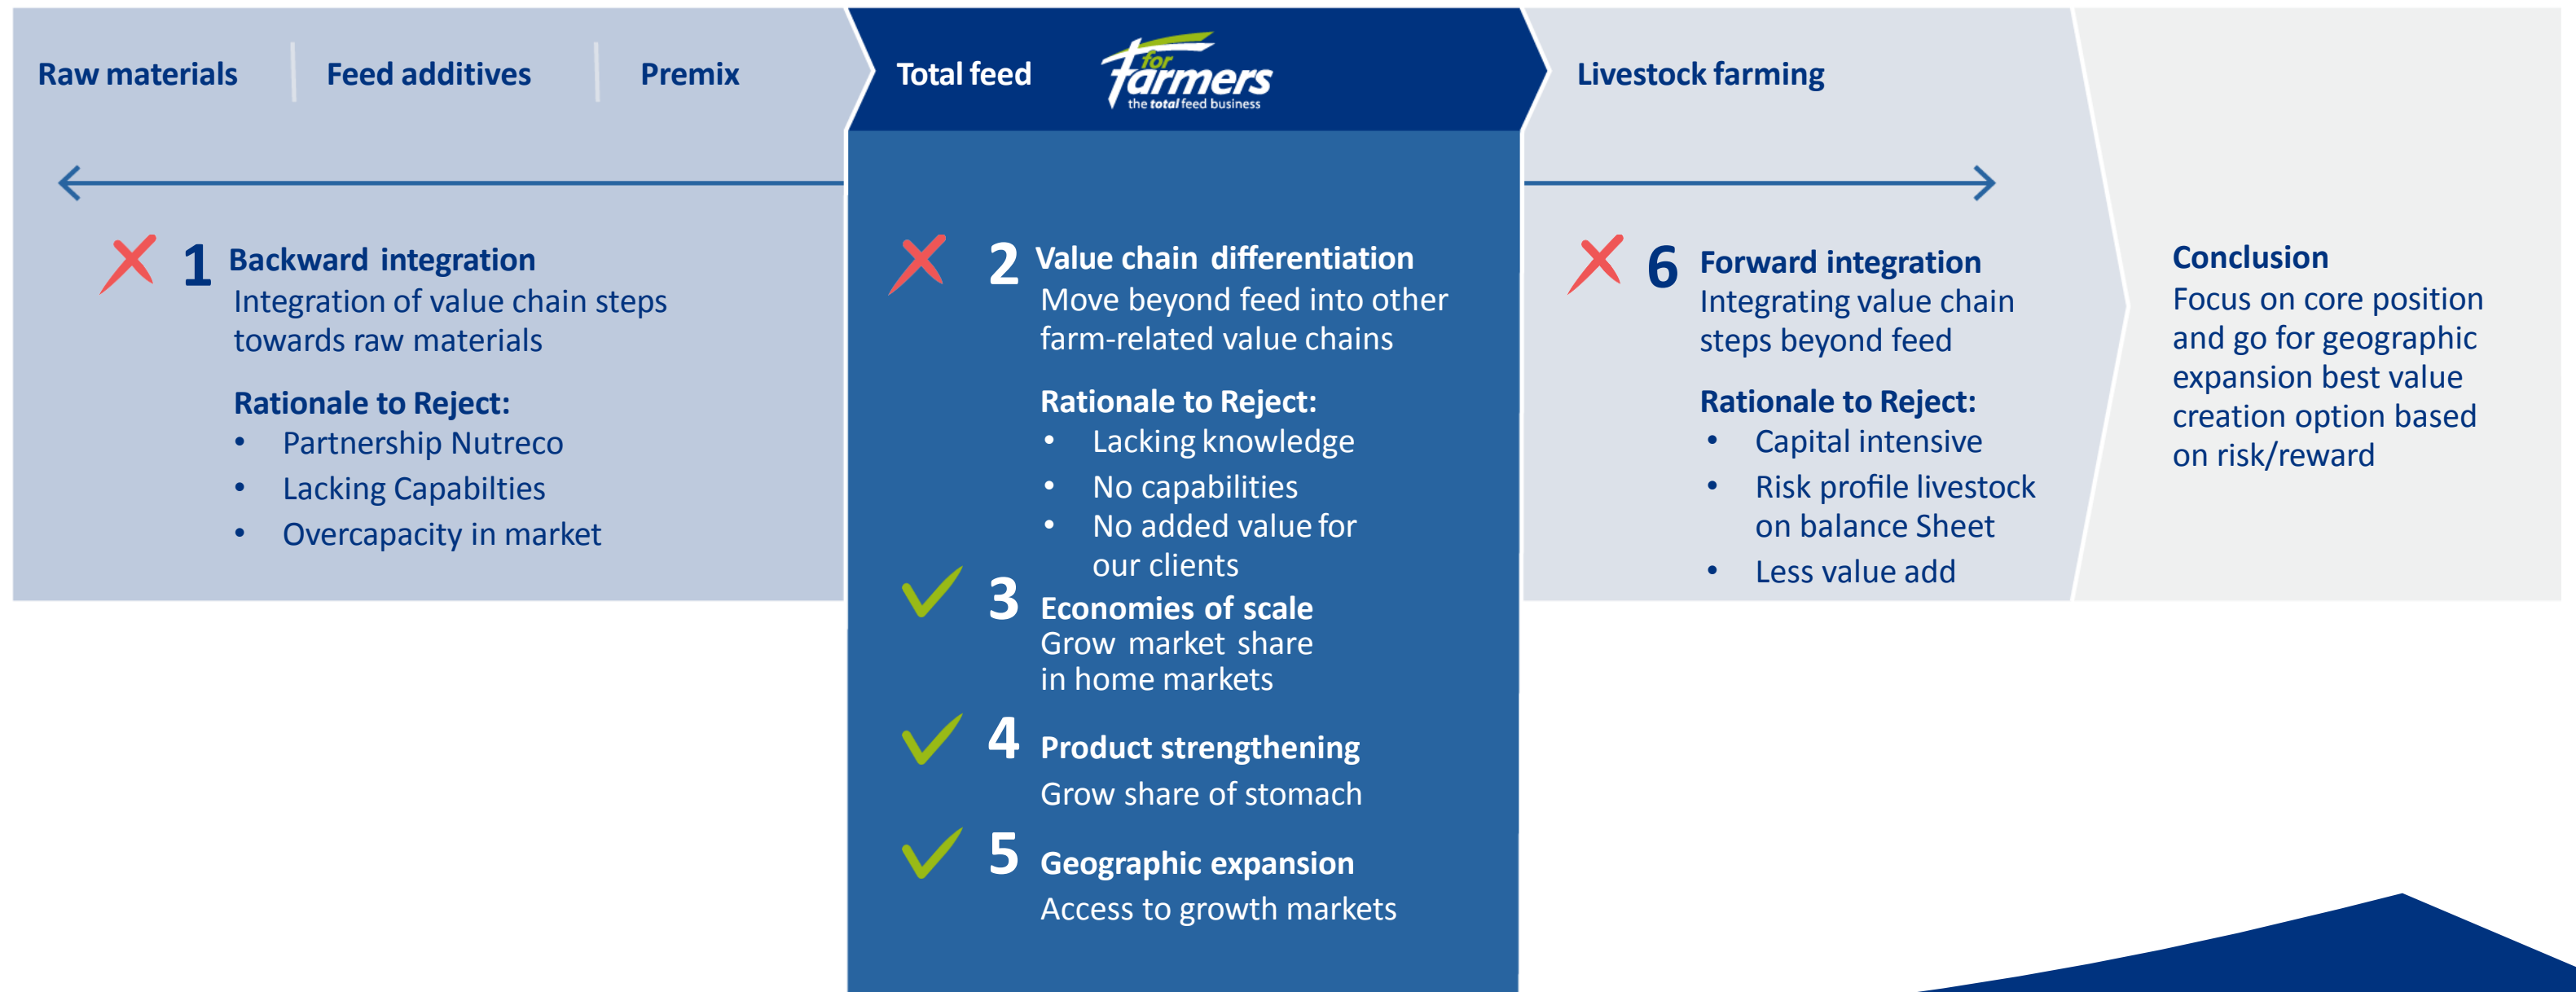 Raw materials
Feed additives
Premix
Total feed
for
farmers
the total feed business
Livestock farming
1 Backward integration
Integration of value chain steps
towards raw materials
Rationale to Reject:
• Partnership Nutreco
• Lacking Capabilties
• Overcapacity in market
2 Value chain differentiation
Move beyond feed into other
farm-related value chains
Rationale to Reject:
• Lacking knowledge
• No capabilities
• No added value for
our clients
3 Economies of scale
Grow market share
in home markets
4 Product strengthening
Grow share of stomach
5 Geographic expansion
Access to growth markets
6 Forward integration
Integrating value chain
steps beyond feed
Rationale to Reject:
• Capital intensive
• Risk profile livestock
on balance Sheet
• Less value add
Conclusion
Focus on core position
and go for geographic
expansion best value
creation option based
on risk/reward